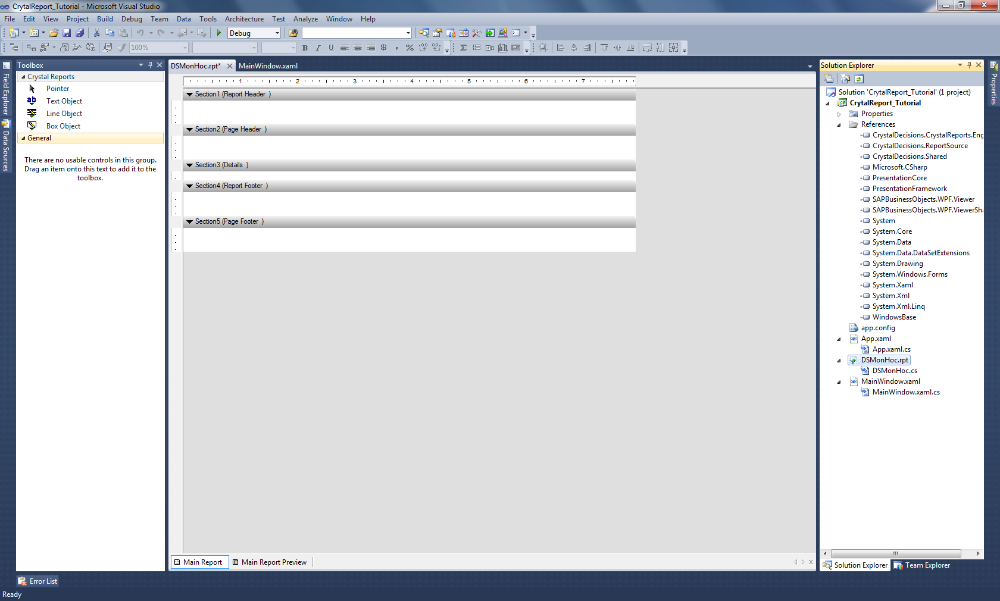 CrytalReport_Tutorial - Microsoft Visual Studio
File Edit View Project Build Debug Team Data Tools Architecture Test Analyze Window Help
Debug
100%
Field Explorer
Data Sources
Toolbox
Crystal Reports
Pointer
Text Object
Line Object
Box Object
General
There are no usable controls in this group.
Drag an item onto this text to add it to the
toolbox.
DSMonHoc.rpt* MainWindow.xaml
1 2 3 4 5 6 7
Section1 (Report Header )
Section2 (Page Header )
Section3 (Details )
Section4 (Report Footer )
Section5 (Page Footer )
Main Report Main Report Preview
Solution Explorer
Solution 'CrytalReport_Tutorial' (1 project)
CrytalReport_Tutorial
Properties
References
CrystalDecisions.CrystalReports.Eng
CrystalDecisions.ReportSource
CrystalDecisions.Shared
Microsoft.CSharp
PresentationCore
PresentationFramework
SAPBusinessObjects.WPF.Viewer
SAPBusinessObjects.WPF.ViewerSha
System
System.Core
System.Data
System.Data.DataSetExtensions
System.Drawing
System.Windows.Forms
System.Xaml
System.Xml
System.Xml.Linq
WindowsBase
app.config
App.xaml
App.xaml.cs
DSMonHoc.rpt
DSMonHoc.cs
MainWindow.xaml
MainWindow.xaml.cs
Solution Explorer Team Explorer
Properties
Error List
Ready